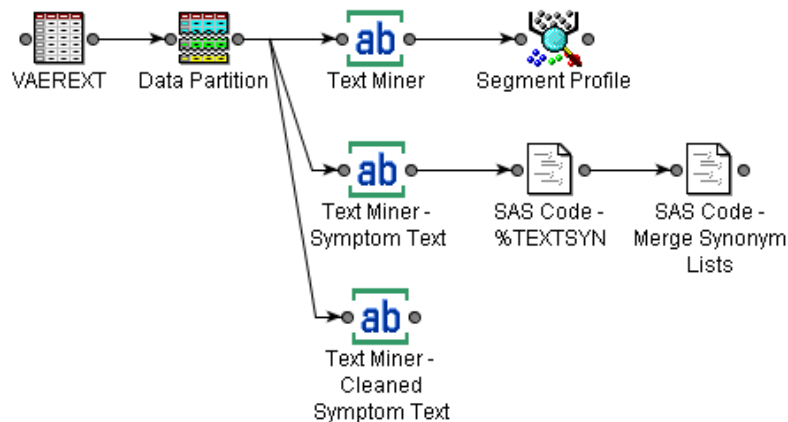 ab
VAEREXT
Data Partition
Text Miner
Segment Profile
ab
Text Miner -
Symptom Text
SAS Code -
%TEXTSYN
SAS Code -
Merge Synonym
Lists
ab
Text Miner -
Cleaned
Symptom Text